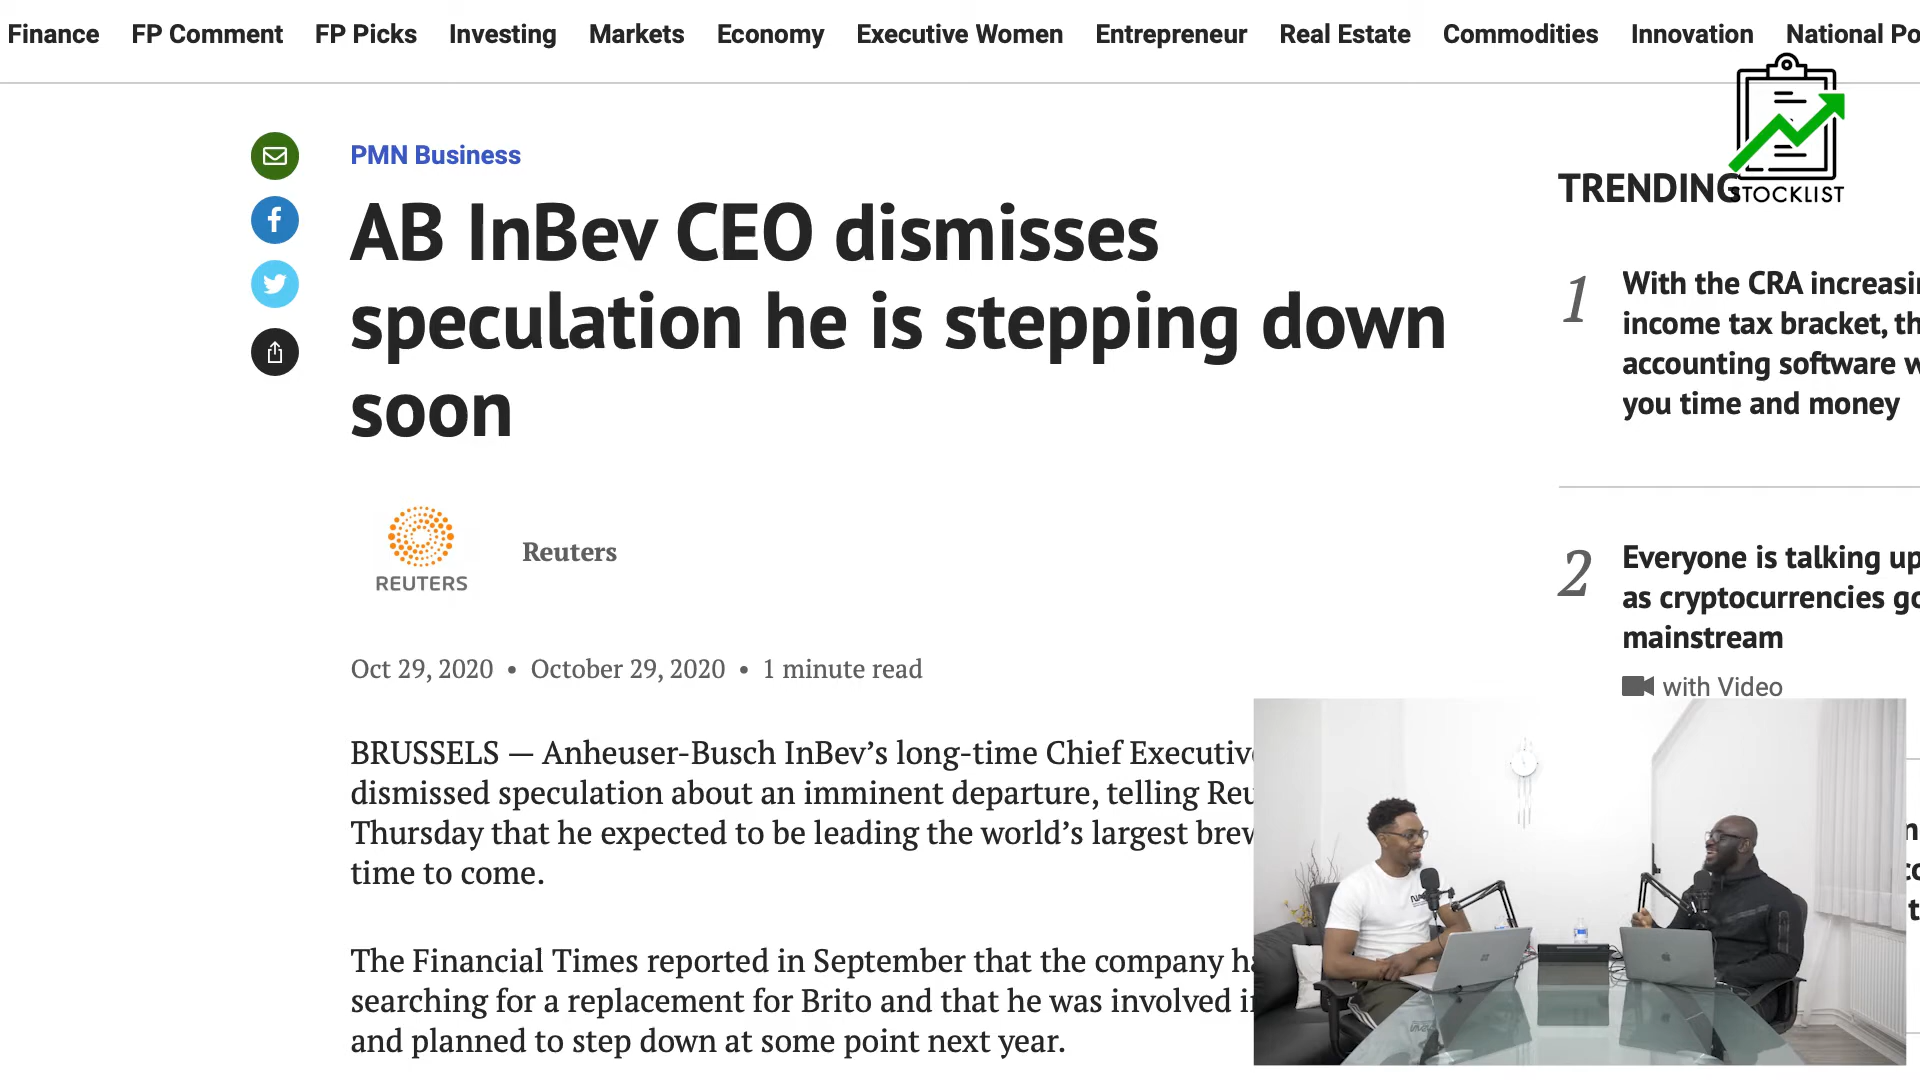 Finance FP Comment FP Picks Investing Markets Economy Executive Women Entrepreneur Real Estate Commodities Innovation National Po
PMN Business
AB InBev CEO dismisses
speculation he is stepping down
soon
REUTERS
Reuters
Oct 29, 2020 • October 29, 2020 • 1 minute read
BRUSSELS — Anheuser-Busch InBev’s long-time Chief Executive
dismissed speculation about an imminent departure, telling Reu
Thursday that he expected to be leading the world’s largest brew
time to come.
The Financial Times reported in September that the company ha
searching for a replacement for Brito and that he was involved i
and planned to step down at some point next year.
STOCKLIST
TRENDING
1
With the CRA increasi
income tax bracket, th
accounting software w
you time and money
2
Everyone is talking up
as cryptocurrencies go
mainstream
with Video